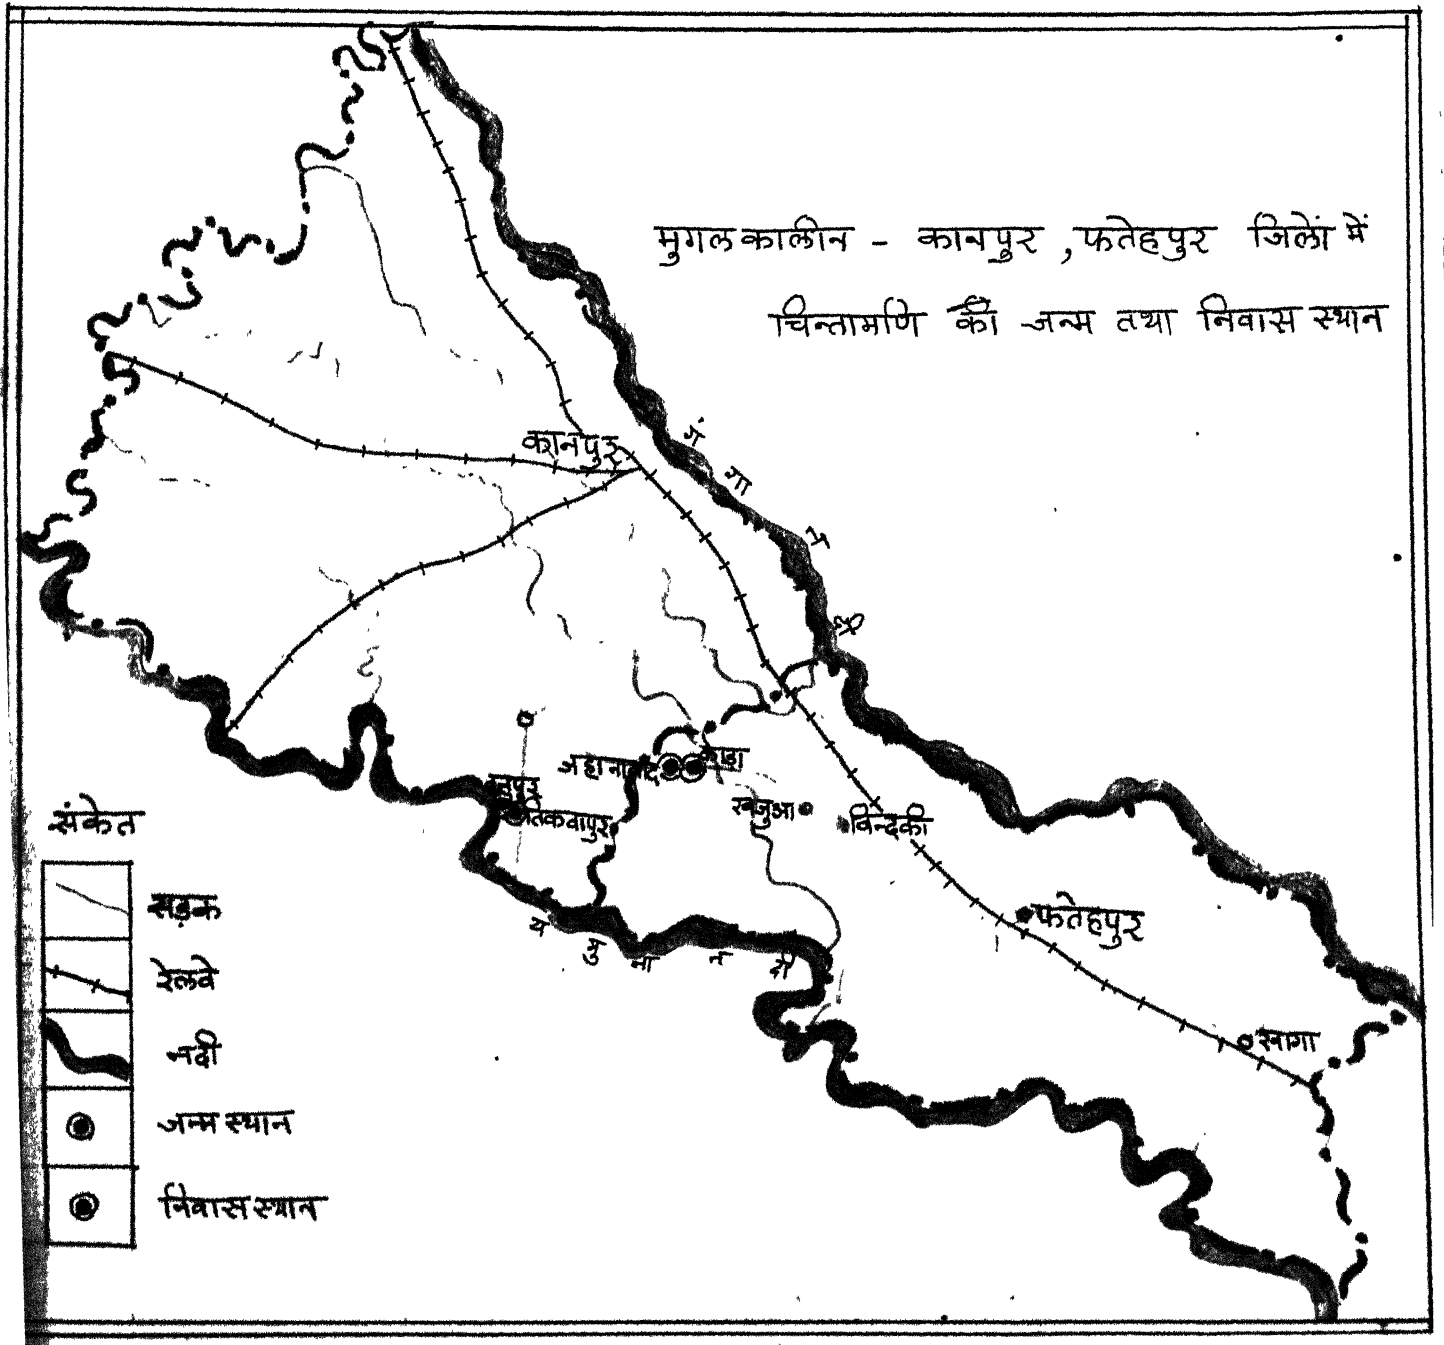 मुगलकालीन - कानपुर, फतेहपुर जिलों में
चिन्तामणि की जन्म तथा निवास स्थान
कानपुर
गंगा न
जहानाबाद
कोड़ा
तिकवापुर
खजुआ
बिन्दकी
फतेहपुर
यमुना नदी
खागा
संकेत
सड़क
रेलवे
नदी
जन्म स्थान
निवास स्थान